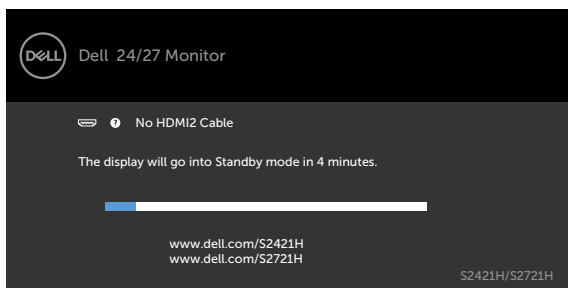 DELL
Dell 24/27 Monitor
? No HDMI2 Cable
The display will go into Standby mode in 4 minutes.
www.dell.com/S2421H
www.dell.com/S2721H
S2421H/S2721H